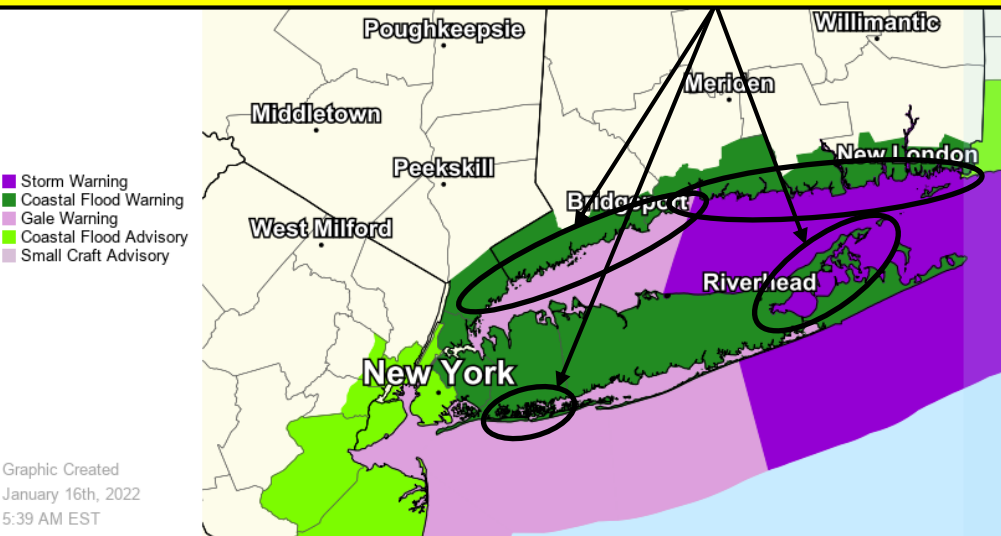 Poughkeepsie
Willimantic
Meriden
Middletown
New London
Peekskill
Storm Warning
Coastal Flood Warning
Bridgeport
Gale Warning
West Milford
Coastal Flood Advisory
Small Craft Advisory
Riverhead
New York
Graphic Created
January 16th, 2022
5:39 AM EST